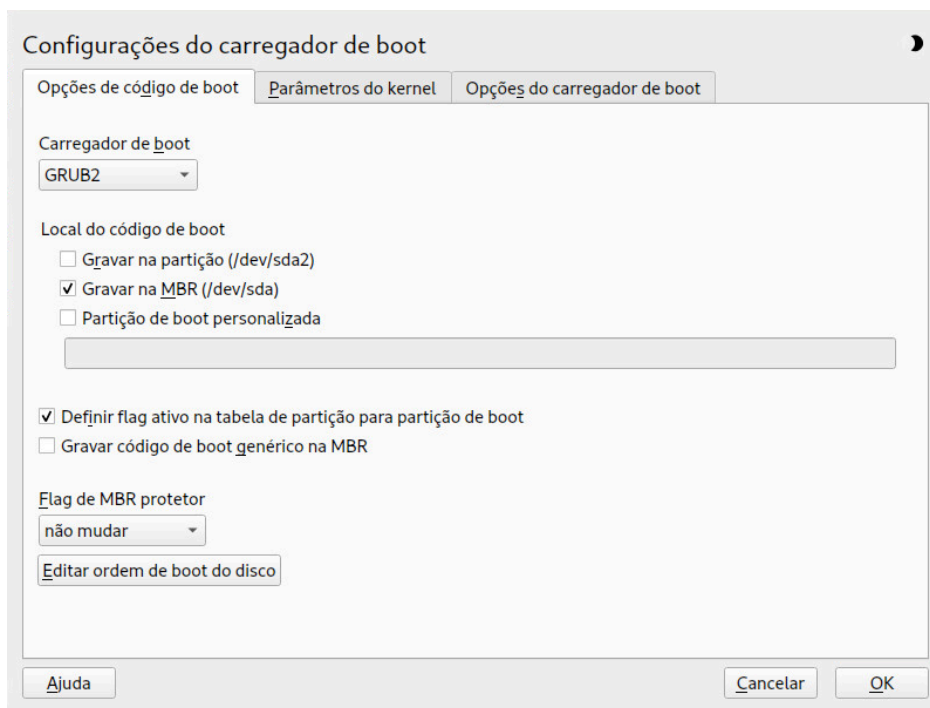 Configurações do carregador de boot
Opções de código de boot
Parâmetros do kernel
Opções do carregador de boot
Carregador de boot
GRUB2
Local do código de boot
Gravar na partição (/dev/sda2)
Gravar na MBR (/dev/sda)
Partição de boot personalizada
Definir flag ativo na tabela de partição para partição de boot
Gravar código de boot genérico na MBR
Flag de MBR protetor
não mudar
Editar ordem de boot do disco
Ajuda
Cancelar
OK